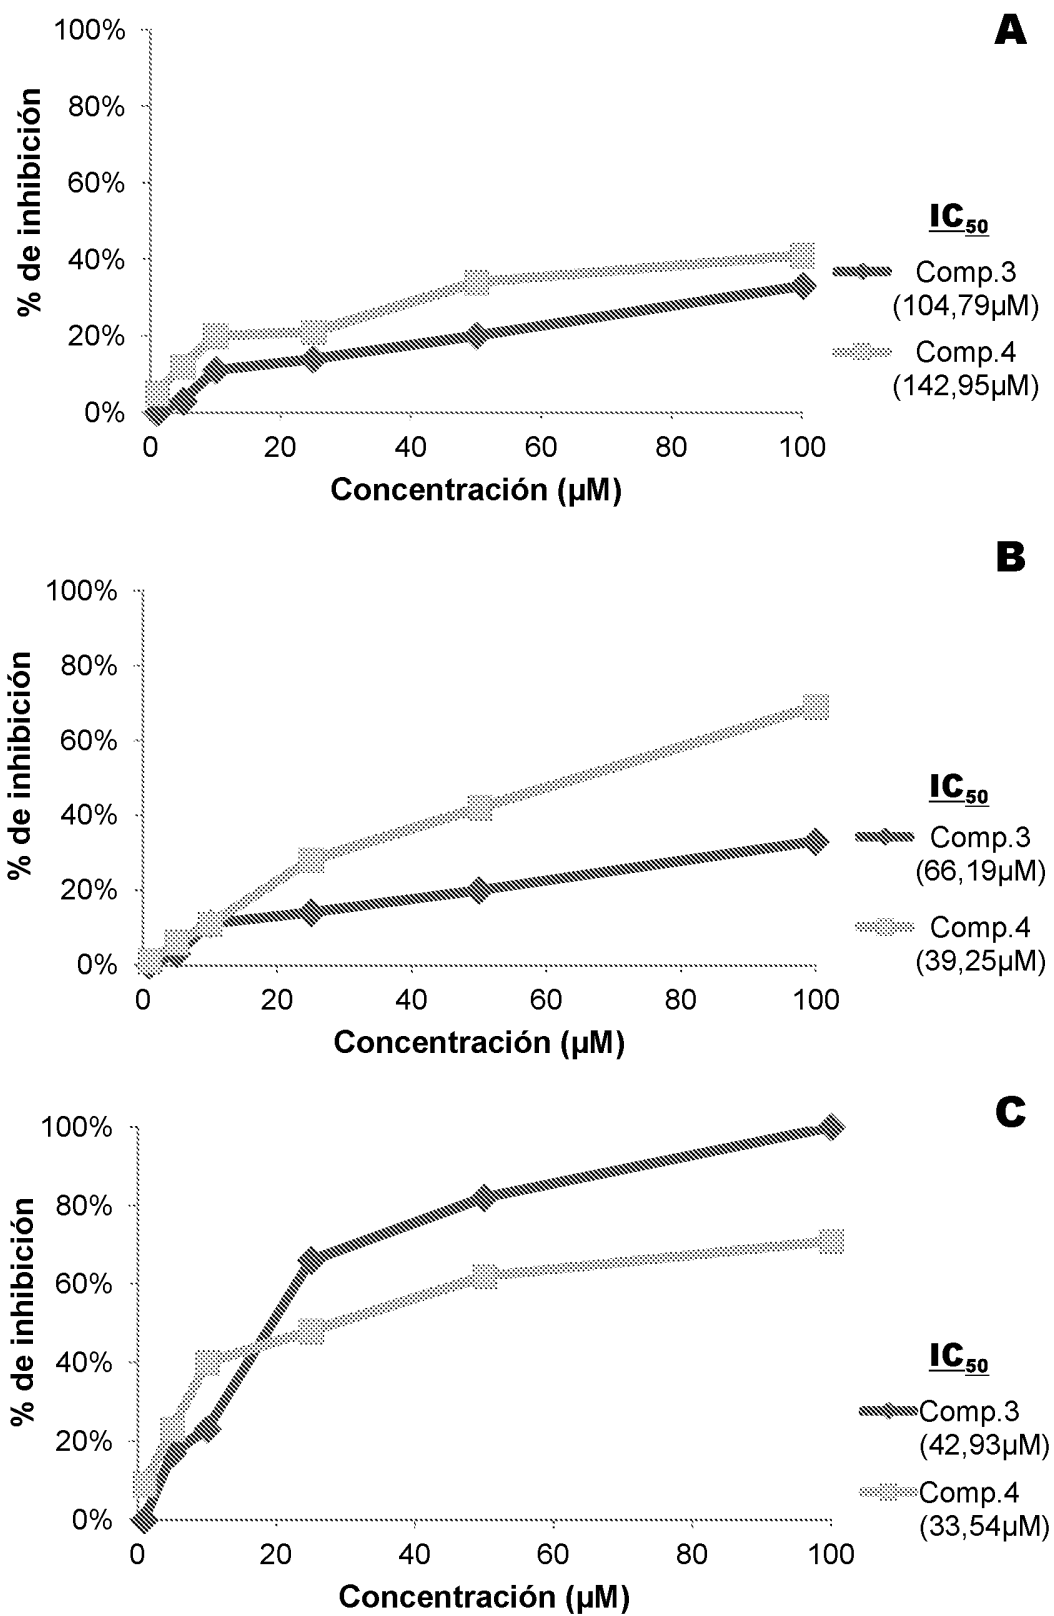 A
100%
80%
60%
40%
20%
0%
% de inhibición
0 20 40 60 80 100
Concentración (µM)
IC50
Comp.3
(104,79µM)
Comp.4
(142,95µM)
B
100%
80%
60%
40%
20%
0%
% de inhibición
0 20 40 60 80 100
Concentración (µM)
IC50
Comp.3
(66,19µM)
Comp.4
(39,25µM)
C
100%
80%
60%
40%
20%
0%
% de inhibición
0 20 40 60 80 100
Concentración (µM)
IC50
Comp.3
(42,93µM)
Comp.4
(33,54µM)